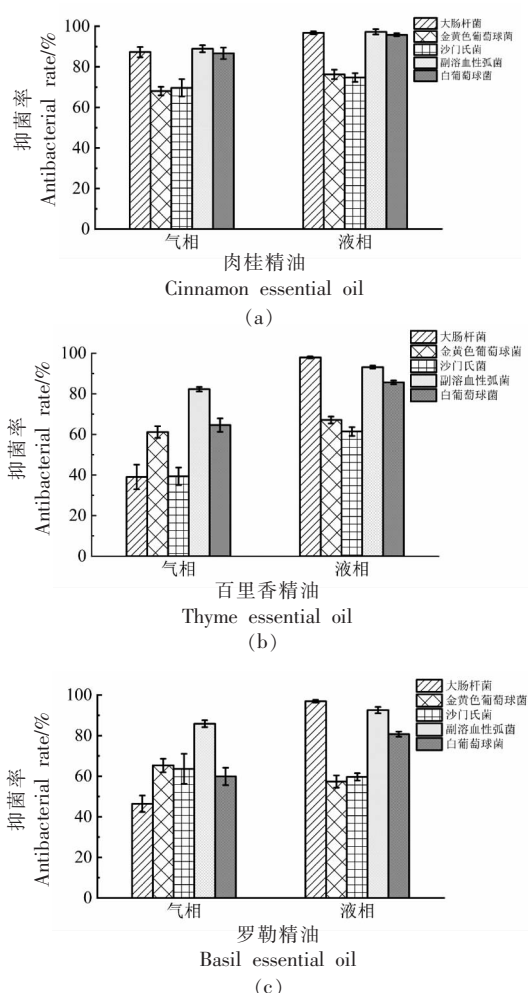 抑菌率
Antibacterial rate/%
100
80
60
40
20
0
大肠杆菌
金黄色葡萄球菌
沙门氏菌
副溶血性弧菌
白葡萄球菌
气相
液相
肉桂精油
Cinnamon essential oil
(a)
抑菌率
Antibacterial rate/%
100
80
60
40
20
0
大肠杆菌
金黄色葡萄球菌
沙门氏菌
副溶血性弧菌
白葡萄球菌
气相
液相
百里香精油
Thyme essential oil
(b)
抑菌率
Antibacterial rate/%
100
80
60
40
20
0
大肠杆菌
金黄色葡萄球菌
沙门氏菌
副溶血性弧菌
白葡萄球菌
气相
液相
罗勒精油
Basil essential oil
(c)